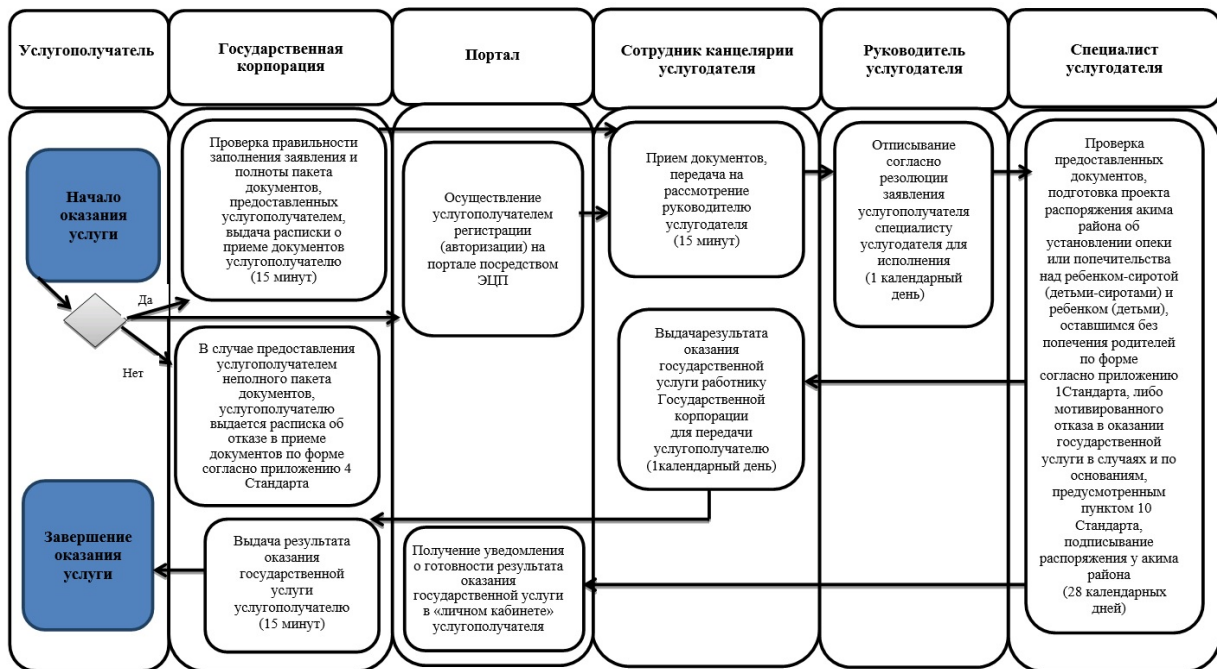 Услугополучатель
Государственная
корпорация
Портал
Сотрудник канцелярии
услугодателя
Руководитель
услугодателя
Специалист
услугодателя
Начало
оказания
услуги
Да
Нет
Завершение
оказания
услуги
Проверка правильности
заполнения заявления и
полноты пакета
документов,
предоставленных
услугополучателем,
выдача расписки о
приеме документов
услугополучателю
(15 минут)
В случае предоставления
услугополучателем
неполного пакета
документов,
услугополучателю
выдается расписка об
отказе в приеме
документов по форме
согласно приложению 4
Стандарта
Выдача результата
оказания
государственной
услуги
услугополучателю
(15 минут)
Осуществление
услугополучателем
регистрации
(авторизации) на
портале посредством
ЭЦП
Получение уведомления
о готовности результата
оказания
государственной услуги
в «личном кабинете»
услугополучателя
Прием документов,
передача на
рассмотрение
руководителю
услугодателя
(15 минут)
Выдачарезультата
оказания
государственной
услуги работнику
Государственной
корпорации
для передачи
услугополучателю
(1календарный день)
Отписывание
согласно
резолюции
заявления
услугополучателя
специалисту
услугодателя для
исполнения
(1 календарный
день)
Проверка
предоставленных
документов,
подготовка проекта
распоряжения акима
района об
установлении опеки
или попечительства
над ребенком-сиротой
(детьми-сиротами) и
ребенком (детьми),
оставшимся без
попечения родителей
по форме
согласно приложению
1Стандарта, либо
мотивированного
отказа в оказании
государственной
услуги в случаях и по
основаниям,
предусмотренным
пунктом 10
Стандарта,
подписывание
распоряжения у акима
района
(28 календарных
дней)